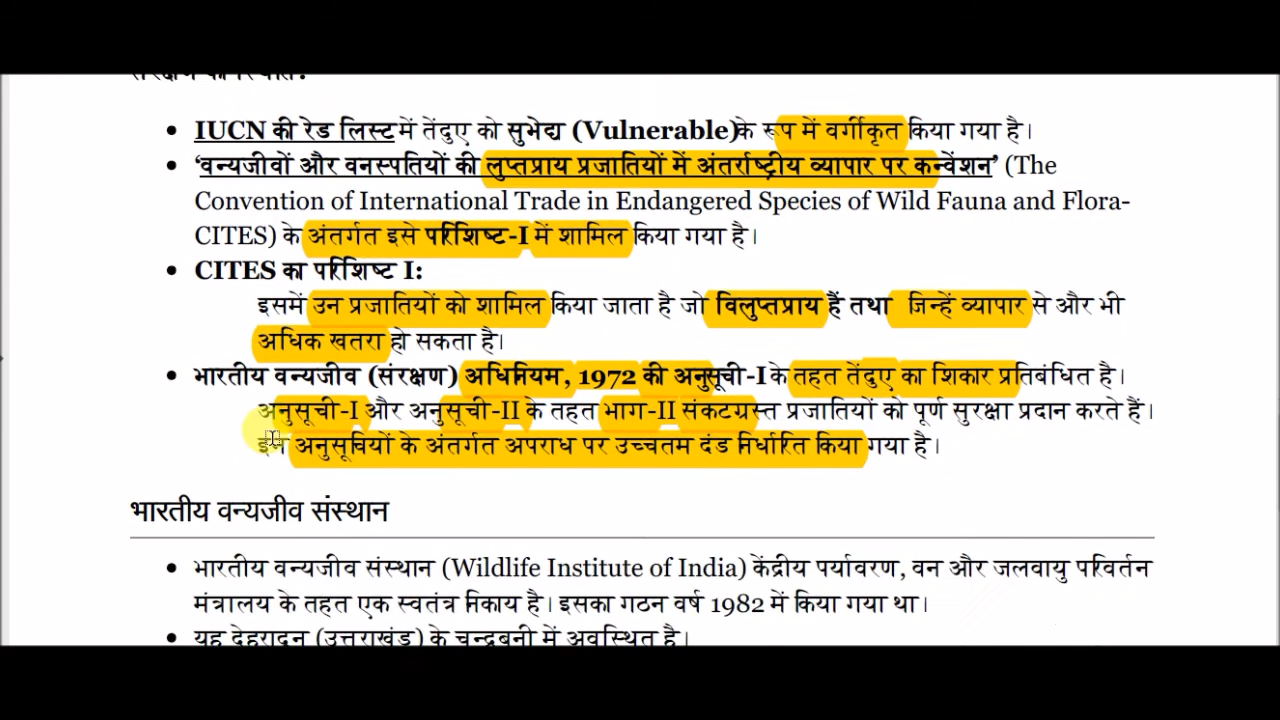 IUCN की रेड लिस्ट में तेंदुए को सुभेद्य (Vulnerable)के रूप में वर्गीकृत किया गया है।
‘वन्यजीवों और वनस्पतियों की लुप्तप्राय प्रजातियों में अंतर्राष्ट्रीय व्यापार पर कन्वेंशन’ (The
Convention of International Trade in Endangered Species of Wild Fauna and Flora-
CITES) के अंतर्गत इसे परिशिष्ट-I में शामिल किया गया है।
CITES का परिशिष्ट I:
इसमें उन प्रजातियों को शामिल किया जाता है जो विलुप्तप्राय हैं तथा जिन्हें व्यापार से और भी
अधिक खतरा हो सकता है।
भारतीय वन्यजीव (संरक्षण) अधिनियम, 1972 की अनुसूची-I के तहत तेंदुए का शिकार प्रतिबंधित है।
अनुसूची-I और अनुसूची-II के तहत भाग-II संकटग्रस्त प्रजातियों को पूर्ण सुरक्षा प्रदान करते हैं।
इन अनुसूचियों के अंतर्गत अपराध पर उच्चतम दंड निर्धारित किया गया है।
भारतीय वन्यजीव संस्थान
भारतीय वन्यजीव संस्थान (Wildlife Institute of India) केंद्रीय पर्यावरण, वन और जलवायु परिवर्तन
मंत्रालय के तहत एक स्वतंत्र निकाय है। इसका गठन वर्ष 1982 में किया गया था।
यह देहरादून (उत्तराखंड) के चन्द्रबनी में अवस्थित है।